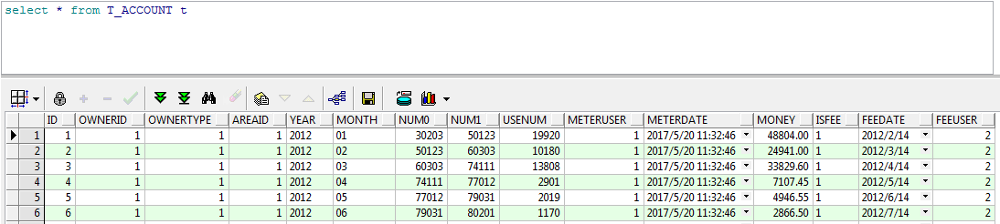 select * from T_ACCOUNT t
ID OWNERID OWNERTYPE AREAID YEAR MONTH NUM0 NUM1 USENUM METERUSER METERDATE MONEY ISFEE FEEDATE FEEUSER
1 1 1 1 1 2012 01 30203 50123 19920 1 2017/5/20 11:32:46 48804.00 1 2012/2/14 2
2 2 1 1 1 2012 02 50123 60303 10180 1 2017/5/20 11:32:46 24941.00 1 2012/3/14 2
3 3 1 1 1 2012 03 60303 74111 13808 1 2017/5/20 11:32:46 33829.60 1 2012/4/14 2
4 4 1 1 1 2012 04 74111 77012 2901 1 2017/5/20 11:32:46 7107.45 1 2012/5/14 2
5 5 1 1 1 2012 05 77012 79031 2019 1 2017/5/20 11:32:46 4946.55 1 2012/6/14 2
6 6 1 1 1 2012 06 79031 80201 1170 1 2017/5/20 11:32:46 2866.50 1 2012/7/14 2